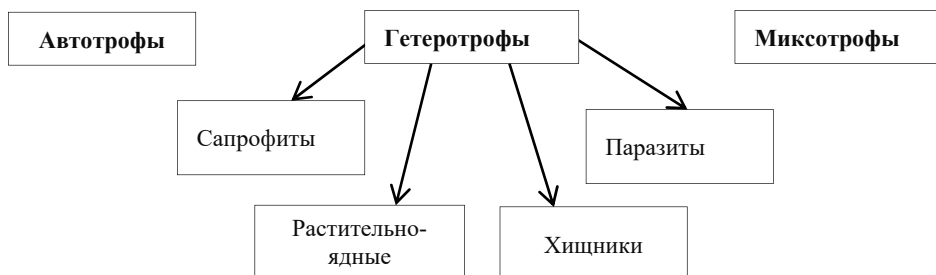 Автотрофы
Гетеротрофы
Миксотрофы
Сапрофиты
Паразиты
Растительно-
ядные
Хищники